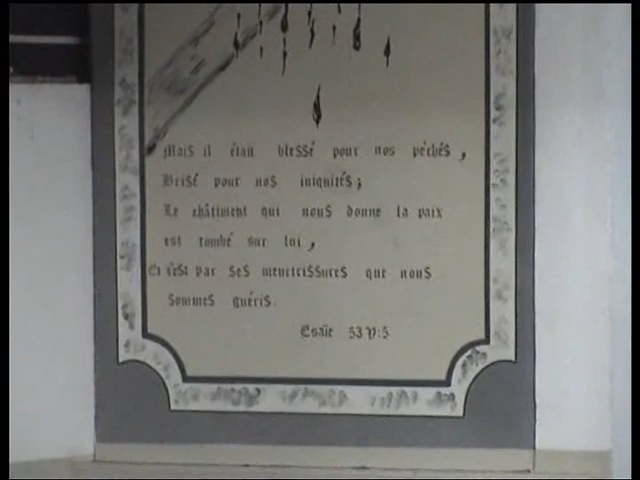 Mais il était blessé pour nos péchés,
Brisé pour nos iniquités;
Le châtiment qui nous donne la paix
est tombé sur lui,
Et c'est par ses meurtrissures que nous
sommes guéris.
Esaïe 53 V:5